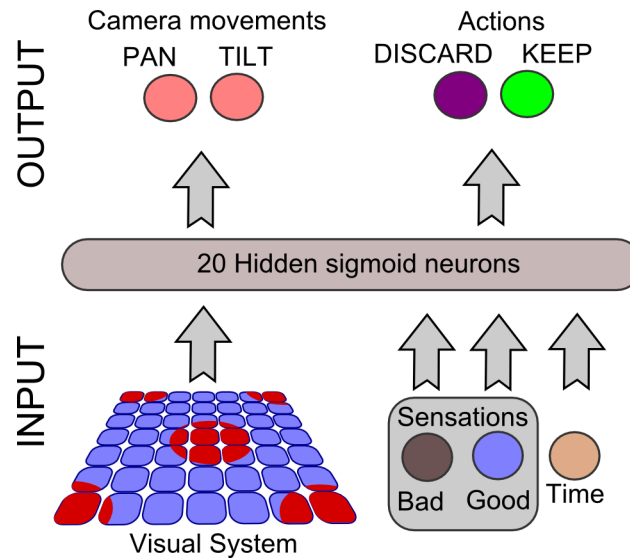 OUTPUT
Camera movements
PAN TILT
Actions
DISCARD KEEP
20 Hidden sigmoid neurons
INPUT
Visual System
Sensations
Bad Good
Time